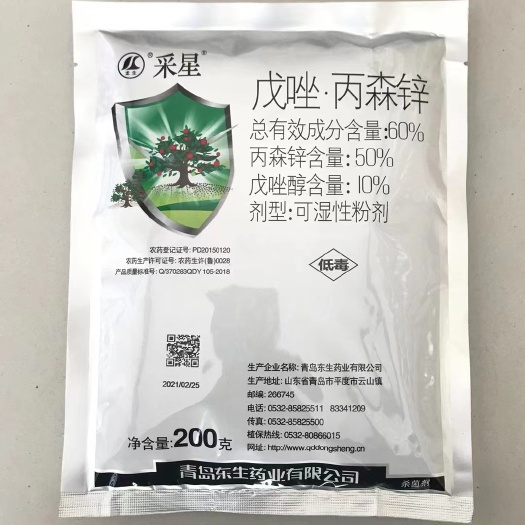 ®采星®
戊唑·丙森锌
总有效成分含量:60%
丙森锌含量:50%
戊唑醇含量:10%
剂型:可湿性粉剂
农药登记证号: PD20150120
农药生产许可证号: 农药生许(鲁)0028
产品质量标准号: Q/370283QDY 105-2018
低毒
2021/02/25
净含量:200克
生产企业名称: 青岛东生药业有限公司
生产地址: 山东省青岛市平度市云山镇
邮编: 266745
电话: 0532-85825511 83341209
传真: 0532-85825500
植保热线: 0532-80866015
网址: http://www.qddongsheng.cn
青岛东生药业有限公司
杀菌剂